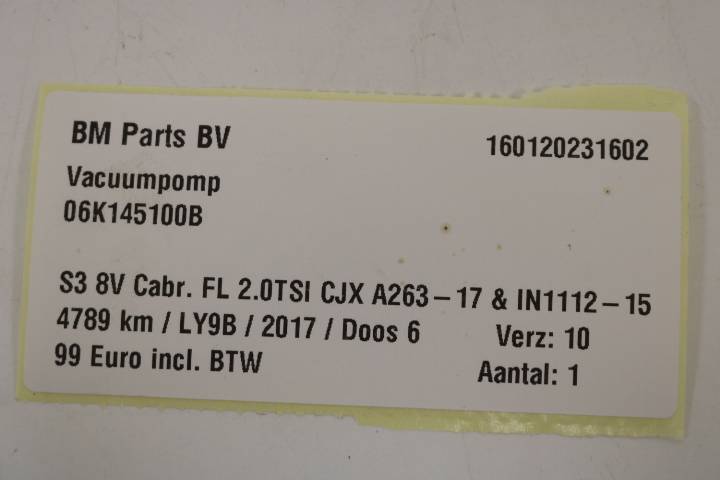 BM Parts BV 160120231602
Vacuumpomp
06K145100B
S3 8V Cabr. FL 2.0TSI CJX A263-17 & IN1112-15
4789 km / LY9B / 2017 / Doos 6 Verz: 10
99 Euro incl. BTW Aantal: 1